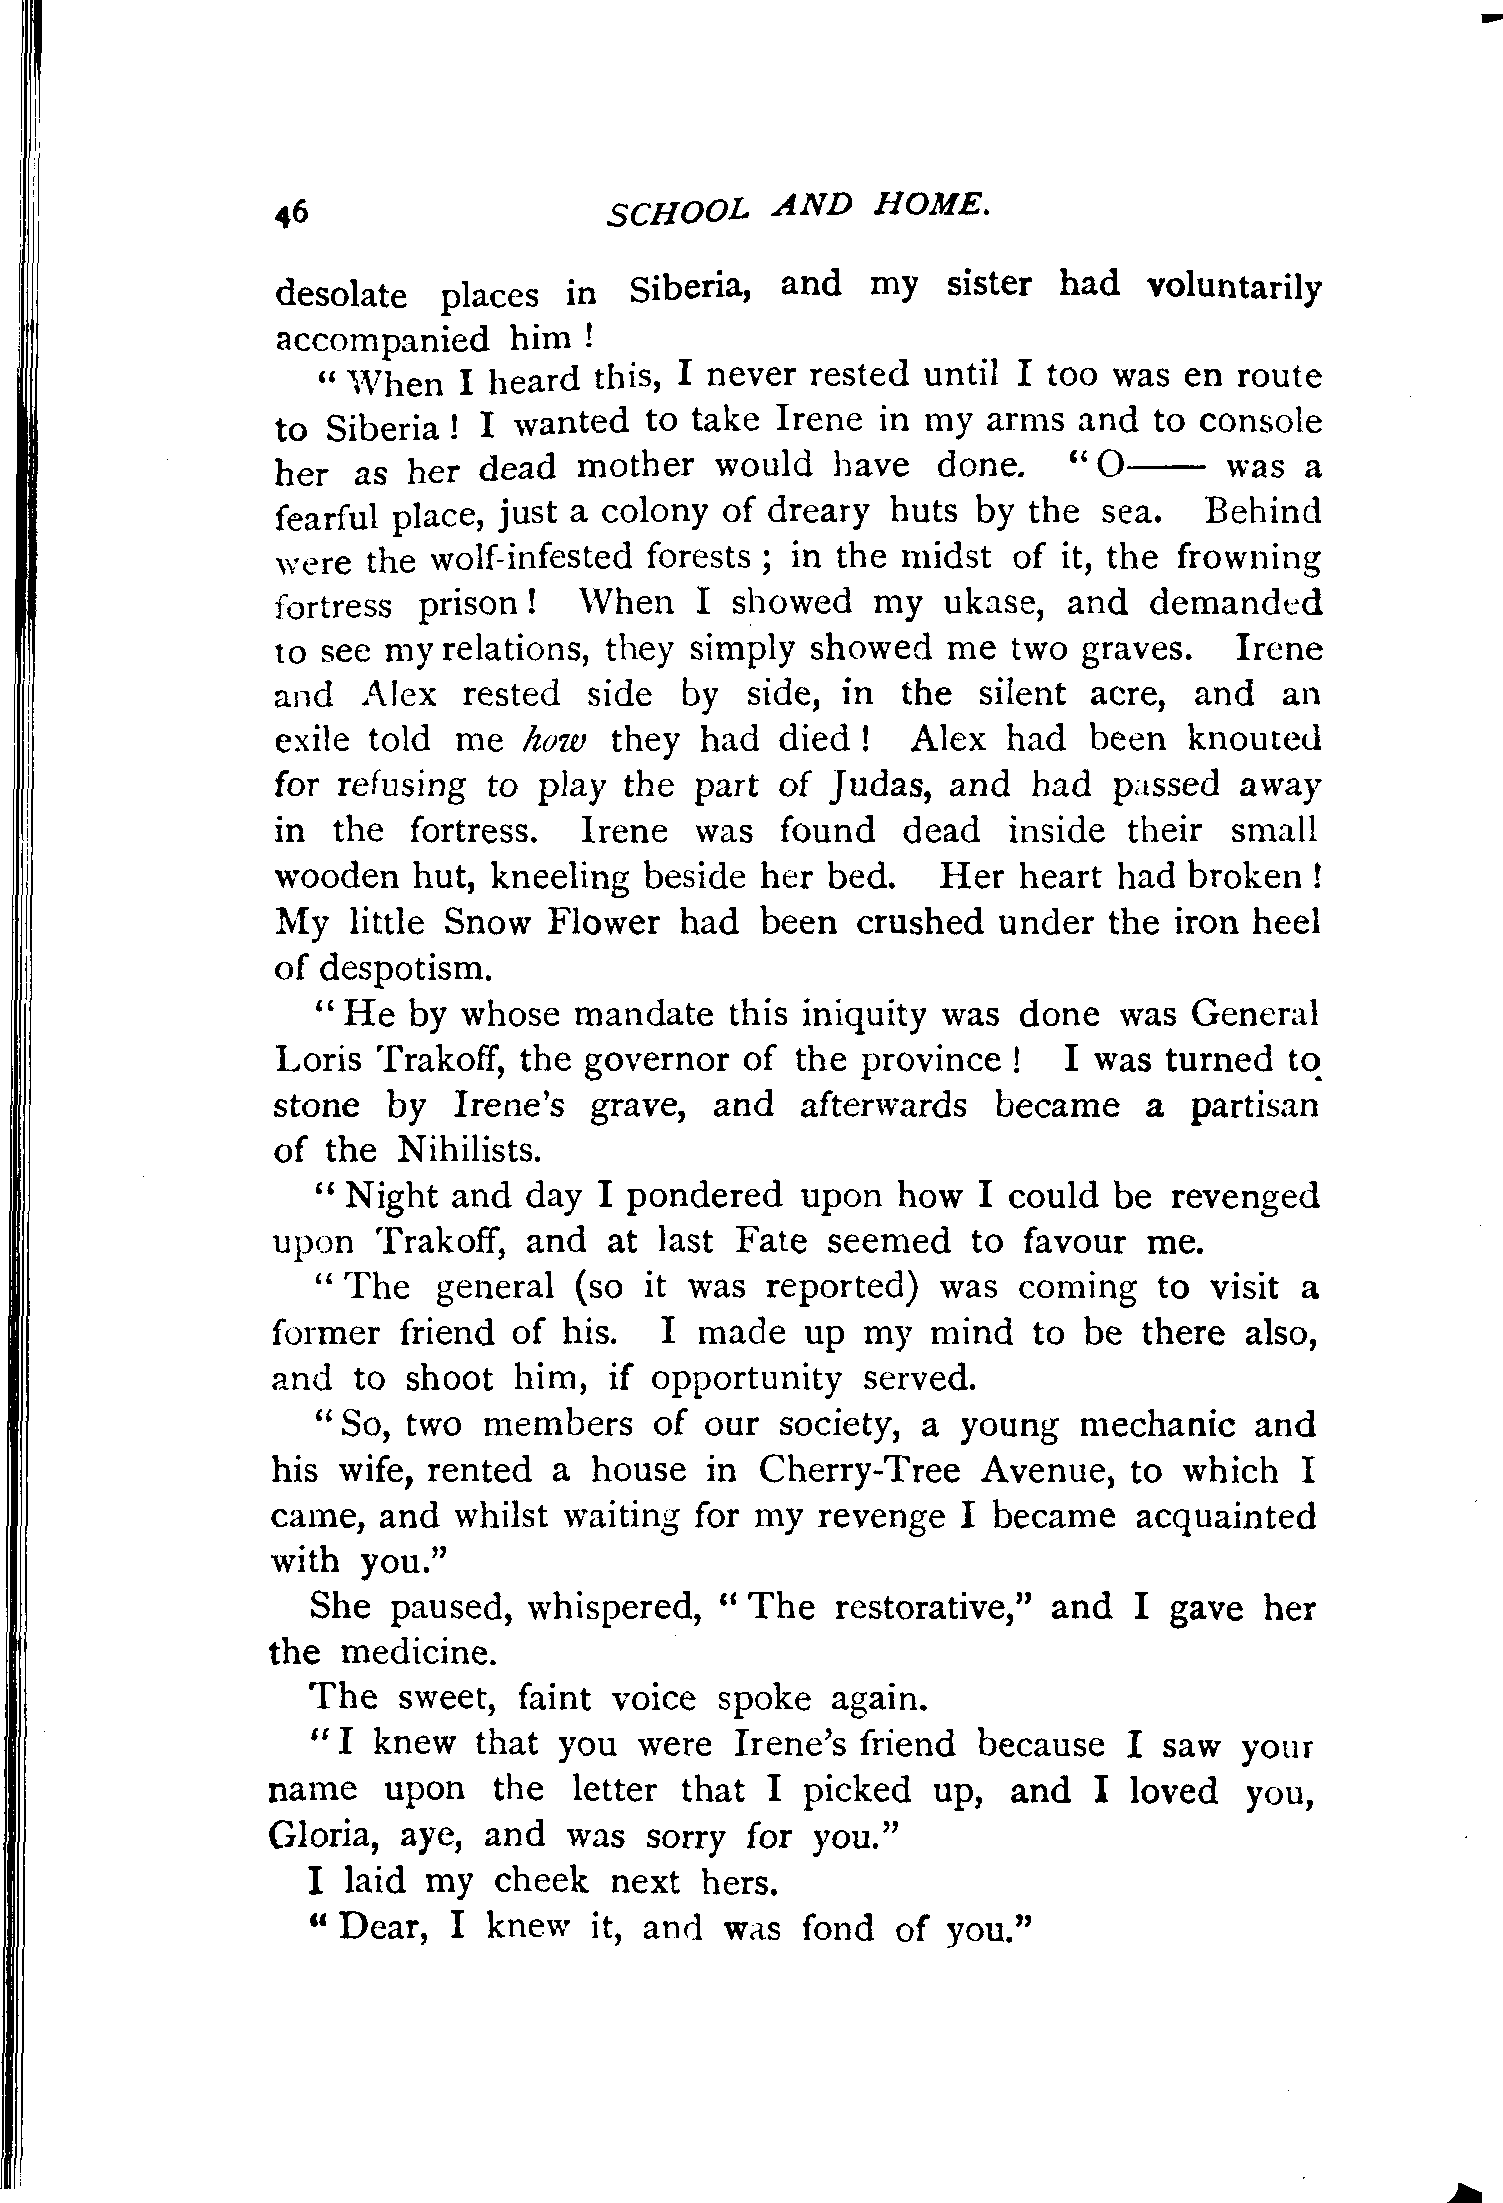 46 SCHOOL AND HOME.
desolate places in Siberia, and my sister had voluntarily
accompanied him !
“ When I heard this, I never rested until I too was en route
to Siberia ! I wanted to take Irene in my arms and to console
her as her dead mother would have done. “ O—— was a
fearful place, just a colony of dreary huts by the sea. Behind
were the wolf-infested forests ; in the midst of it, the frowning
fortress prison ! When I showed my ukase, and demanded
to see my relations, they simply showed me two graves. Irene
and Alex rested side by side, in the silent acre, and an
exile told me how they had died ! Alex had been knouted
for refusing to play the part of Judas, and had passed away
in the fortress. Irene was found dead inside their small
wooden hut, kneeling beside her bed. Her heart had broken !
My little Snow Flower had been crushed under the iron heel
of despotism.
“ He by whose mandate this iniquity was done was General
Loris Trakoff, the governor of the province ! I was turned to
stone by Irene’s grave, and afterwards became a partisan
of the Nihilists.
“ Night and day I pondered upon how I could be revenged
upon Trakoff, and at last Fate seemed to favour me.
“ The general (so it was reported) was coming to visit a
former friend of his. I made up my mind to be there also,
and to shoot him, if opportunity served.
“ So, two members of our society, a young mechanic and
his wife, rented a house in Cherry-Tree Avenue, to which I
came, and whilst waiting for my revenge I became acquainted
with you.”
She paused, whispered, “ The restorative,” and I gave her
the medicine.
The sweet, faint voice spoke again.
“ I knew that you were Irene’s friend because I saw your
name upon the letter that I picked up, and I loved you,
Gloria, aye, and was sorry for you.”
I laid my cheek next hers.
“ Dear, I knew it, and was fond of you.”